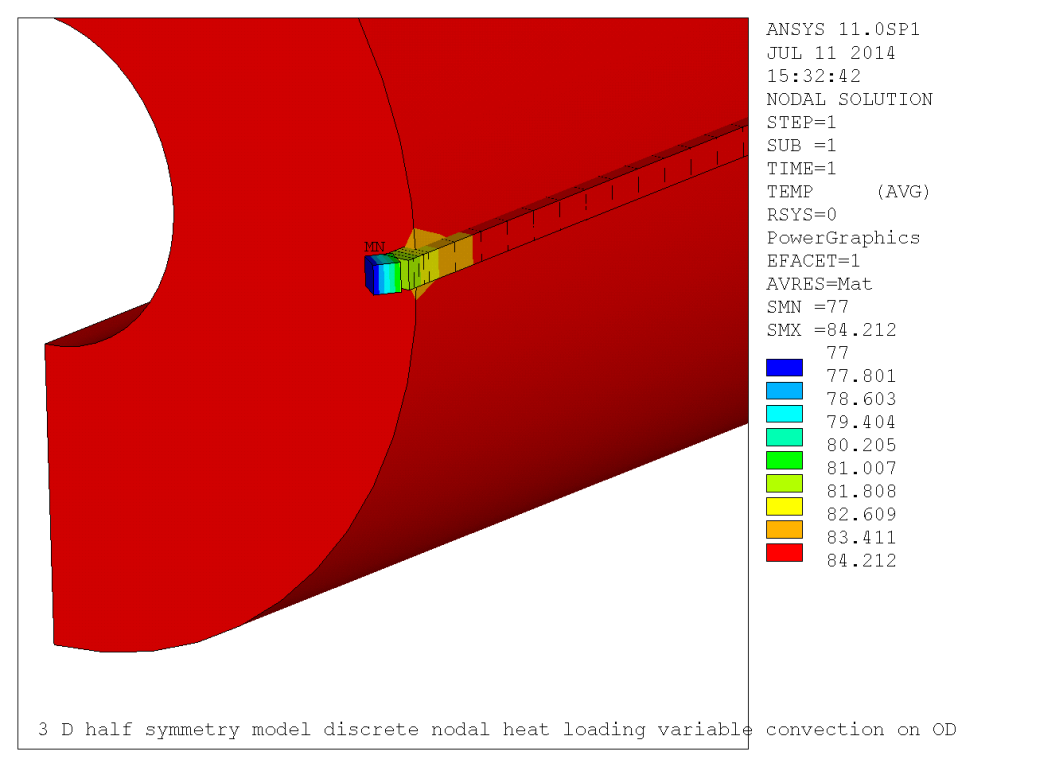 ANSYS 11.0SP1
JUL 11 2014
15:32:42
NODAL SOLUTION
STEP=1
SUB =1
TIME=1
TEMP (AVG)
RSYS=0
PowerGraphics
EFACET=1
AVRES=Mat
SMN =77
SMX =84.212
77
77.801
78.603
79.404
80.205
81.007
81.808
82.609
83.411
84.212
MN
3 D half symmetry model discrete nodal heat loading variable convection on OD